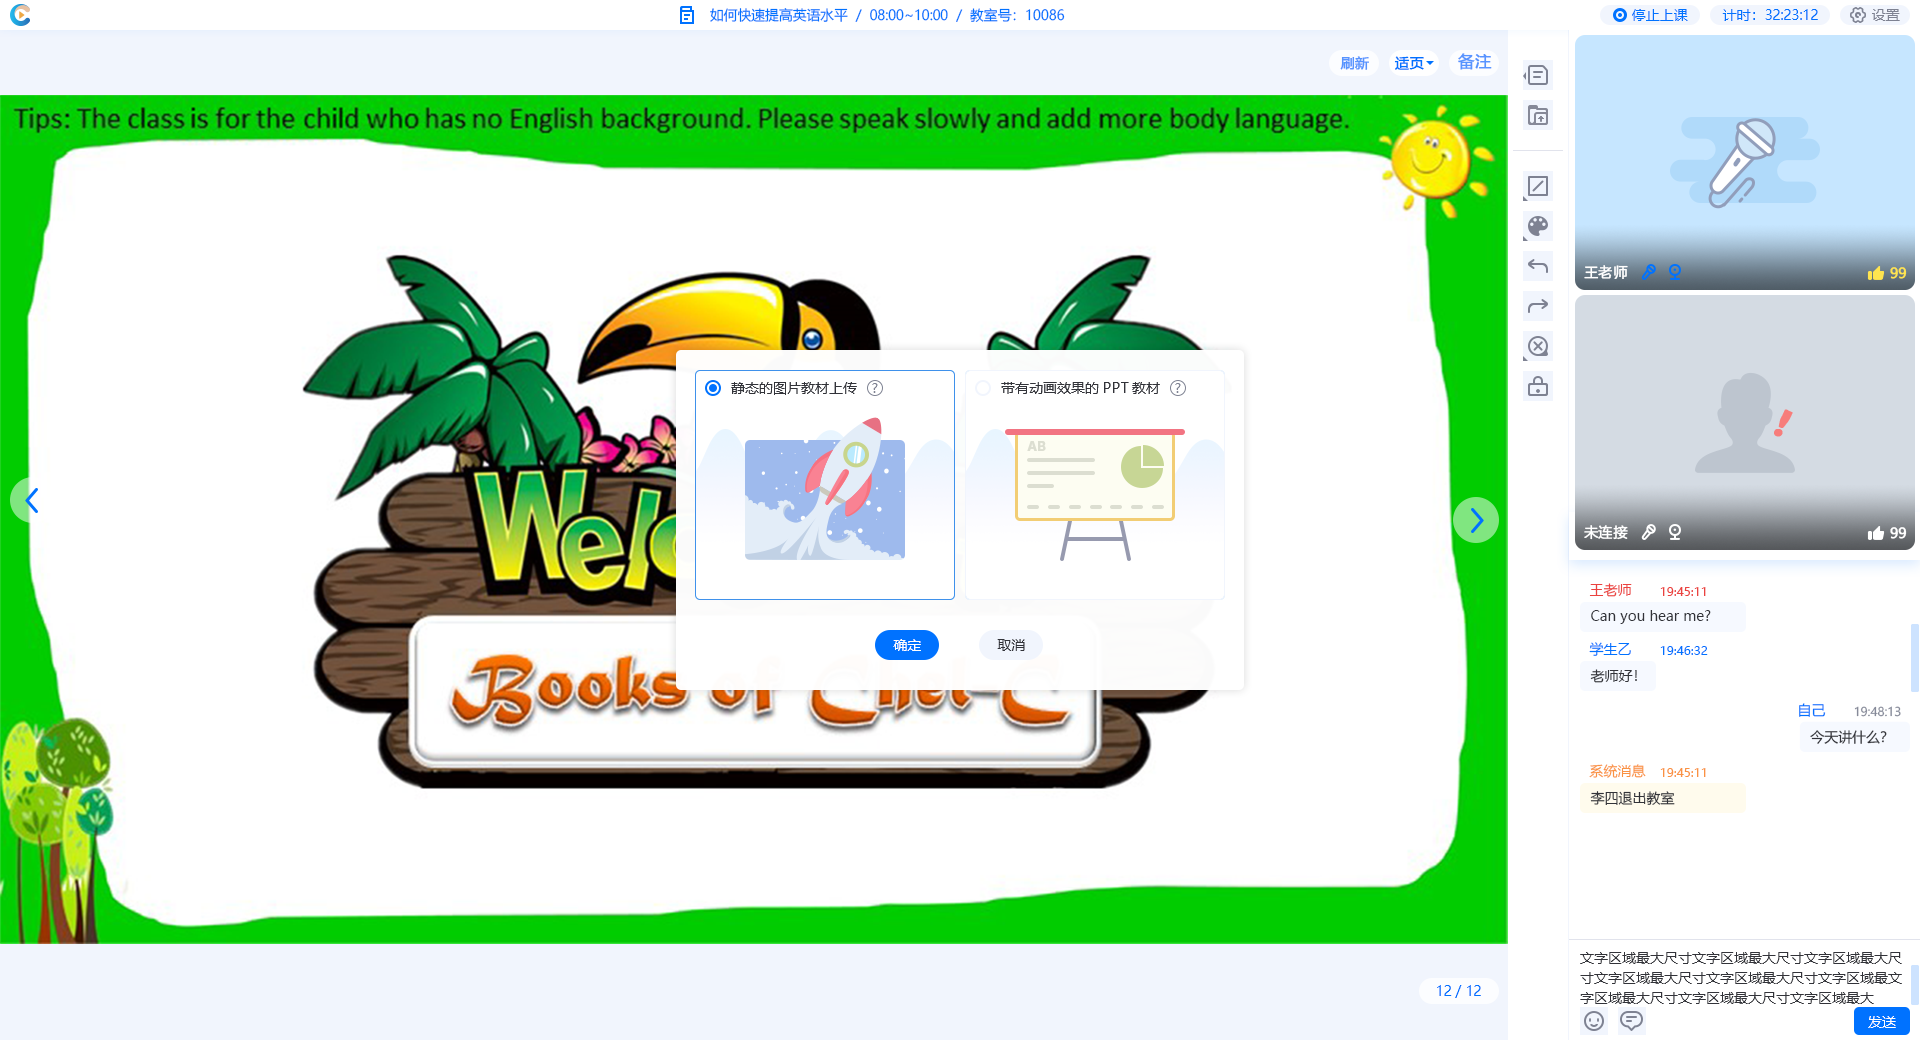 如何快速提高英语水平 / 08:00~10:00 / 教室号：10086
停止上课
计时：32:23:12
设置
刷新
适页
备注
Tips: The class is for the child who has no English background. Please speak slowly and add more body language.
王老师
99
未连接
99
静态的图片教材上传 ?
带有动画效果的 PPT 教材 ?
AB
确定
取消
Welc
Books of Chel-C
王老师 19:45:11
Can you hear me?
学生乙 19:46:32
老师好！
自己 19:48:13
今天讲什么？
系统消息 19:45:11
李四退出教室
文字区域最大尺寸文字区域最大尺寸文字区域最大尺
寸文字区域最大尺寸文字区域最大尺寸文字区域最文
字区域最大尺寸文字区域最大尺寸文字区域最大
发送
12 / 12